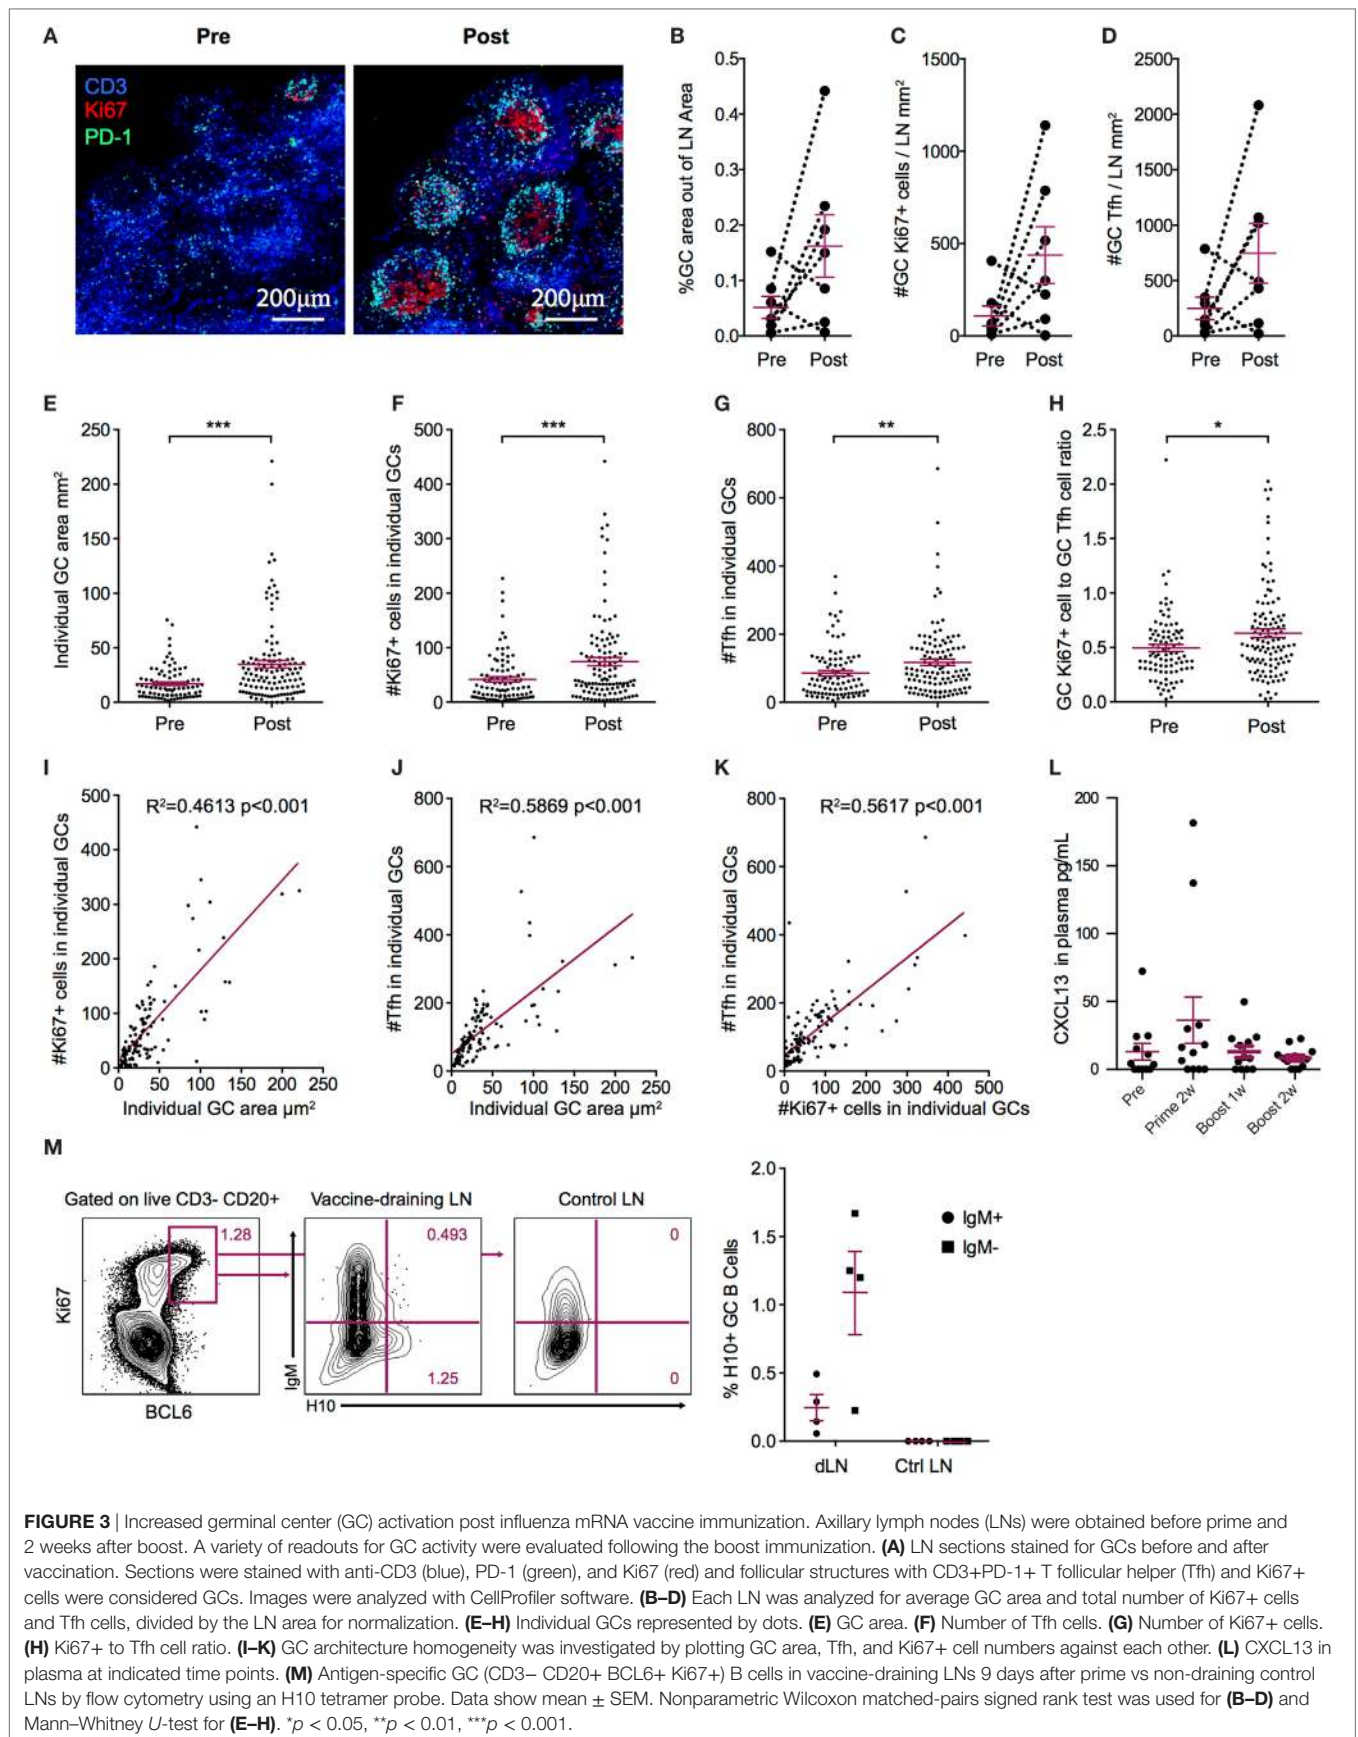 A
Pre
Post
CD3
Ki67
PD-1
200µm
200µm
B
%GC area out of LN Area
0.5
0.4
0.3
0.2
0.1
0.0
Pre
Post
C
#GC Ki67+ cells / LN mm²
1500
1000
500
0
Pre
Post
D
#GC Tfh / LN mm²
2500
2000
1500
1000
500
0
Pre
Post
E
Individual GC area mm²
250
200
150
100
50
0
***
Pre
Post
F
#Ki67+ cells in individual GCs
500
400
300
200
100
0
***
Pre
Post
G
#Tfh in individual GCs
800
600
400
200
0
**
Pre
Post
H
GC Ki67+ cell to GC Tfh cell ratio
2.5
2.0
1.5
1.0
0.5
0.0
*
Pre
Post
I
R²=0.4613 p<0.001
#Ki67+ cells in individual GCs
500
400
300
200
100
0
0 50 100 150 200 250
Individual GC area µm²
J
R²=0.5869 p<0.001
#Tfh in individual GCs
800
600
400
200
0
0 50 100 150 200 250
Individual GC area µm²
K
R²=0.5617 p<0.001
#Tfh in individual GCs
800
600
400
200
0
0 100 200 300 400 500
#Ki67+ cells in individual GCs
L
CXCL13 in plasma pg/mL
200
150
100
50
0
Pre
Prime 2w
Boost 1w
Boost 2w
M
Gated on live CD3- CD20+
1.28
Ki67
BCL6
Vaccine-draining LN
0.493
1.25
IgM
H10
Control LN
0
0
% H10+ GC B Cells
2.0
1.5
1.0
0.5
0.0
IgM+
IgM-
dLN
Ctrl LN
FIGURE 3 | Increased germinal center (GC) activation post influenza mRNA vaccine immunization. Axillary lymph nodes (LNs) were obtained before prime and
2 weeks after boost. A variety of readouts for GC activity were evaluated following the boost immunization. (A) LN sections stained for GCs before and after
vaccination. Sections were stained with anti-CD3 (blue), PD-1 (green), and Ki67 (red) and follicular structures with CD3+PD-1+ T follicular helper (Tfh) and Ki67+
cells were considered GCs. Images were analyzed with CellProfiler software. (B–D) Each LN was analyzed for average GC area and total number of Ki67+ cells
and Tfh cells, divided by the LN area for normalization. (E–H) Individual GCs represented by dots. (E) GC area. (F) Number of Tfh cells. (G) Number of Ki67+ cells.
(H) Ki67+ to Tfh cell ratio. (I–K) GC architecture homogeneity was investigated by plotting GC area, Tfh, and Ki67+ cell numbers against each other. (L) CXCL13 in
plasma at indicated time points. (M) Antigen-specific GC (CD3− CD20+ BCL6+ Ki67+) B cells in vaccine-draining LNs 9 days after prime vs non-draining control
LNs by flow cytometry using an H10 tetramer probe. Data show mean ± SEM. Nonparametric Wilcoxon matched-pairs signed rank test was used for (B–D) and
Mann–Whitney U-test for (E–H). *p < 0.05, **p < 0.01, ***p < 0.001.